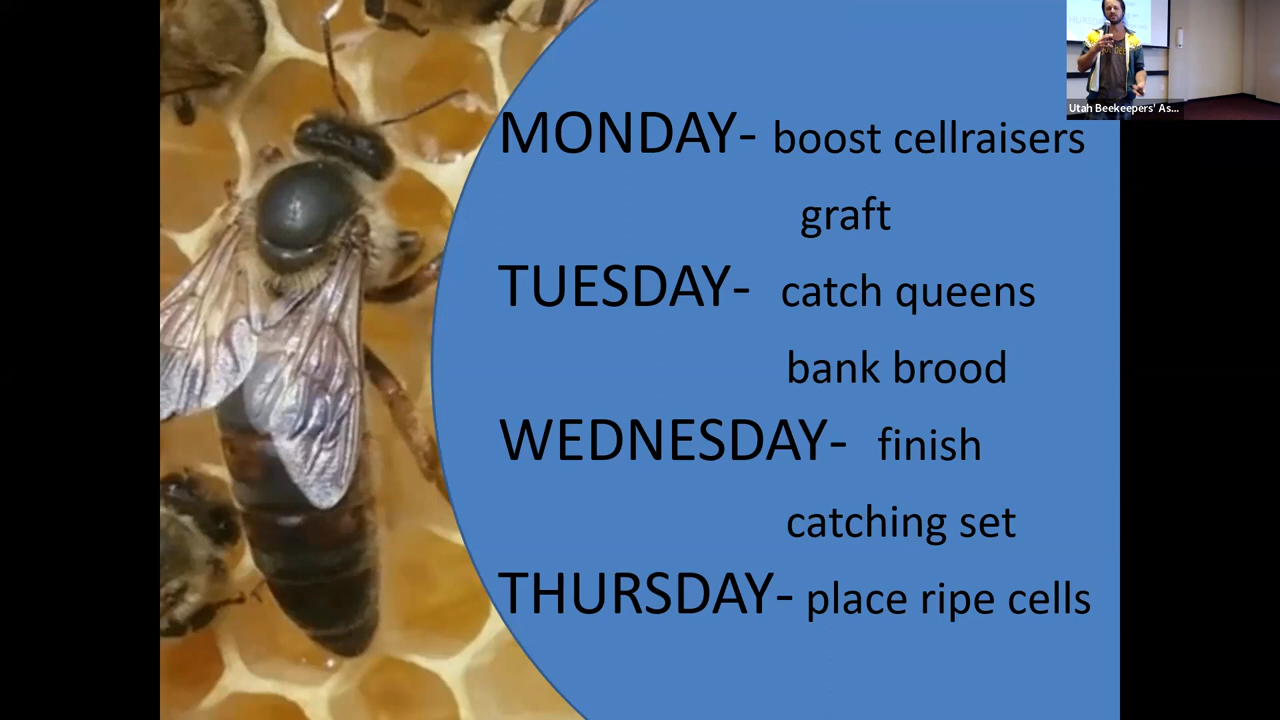 MONDAY- boost cellraisers
graft
TUESDAY- catch queens
bank brood
WEDNESDAY- finish
catching set
THURSDAY- place ripe cells
Utah Beekeepers' As...